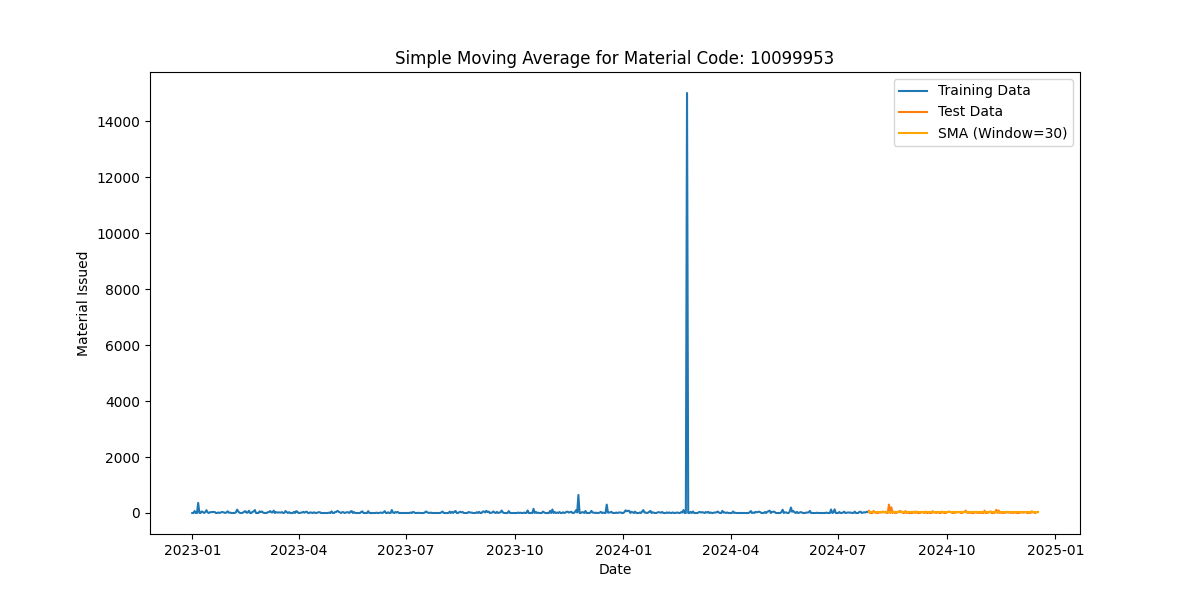 Simple Moving Average for Material Code: 10099953
Training Data
Test Data
SMA (Window=30)
14000
12000
10000
8000
6000
4000
2000
0
Material Issued
2023-01 2023-04 2023-07 2023-10 2024-01 2024-04 2024-07 2024-10 2025-01
Date